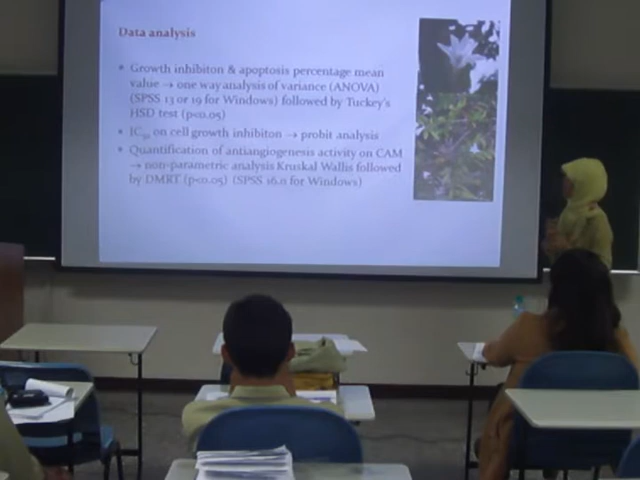 Data analysis
• Growth inhibiton & apoptosis percentage mean
value → one way analysis of variance (ANOVA)
(SPSS 13 or 19 for Windows) followed by Tuckey's
HSD test (p<0.05)
• IC50 on cell growth inhibiton → probit analysis
• Quantification of antiangiogenesis activity on CAM
→ non-parametric analysis Kruskal Wallis followed
by DMRT (p<0.05) (SPSS 16.0 for Windows)